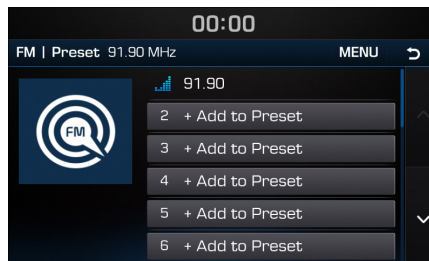 00:00
FM | Preset 91.90 MHz MENU
91.90
FM
2 + Add to Preset
3 + Add to Preset
4 + Add to Preset
5 + Add to Preset
6 + Add to Preset